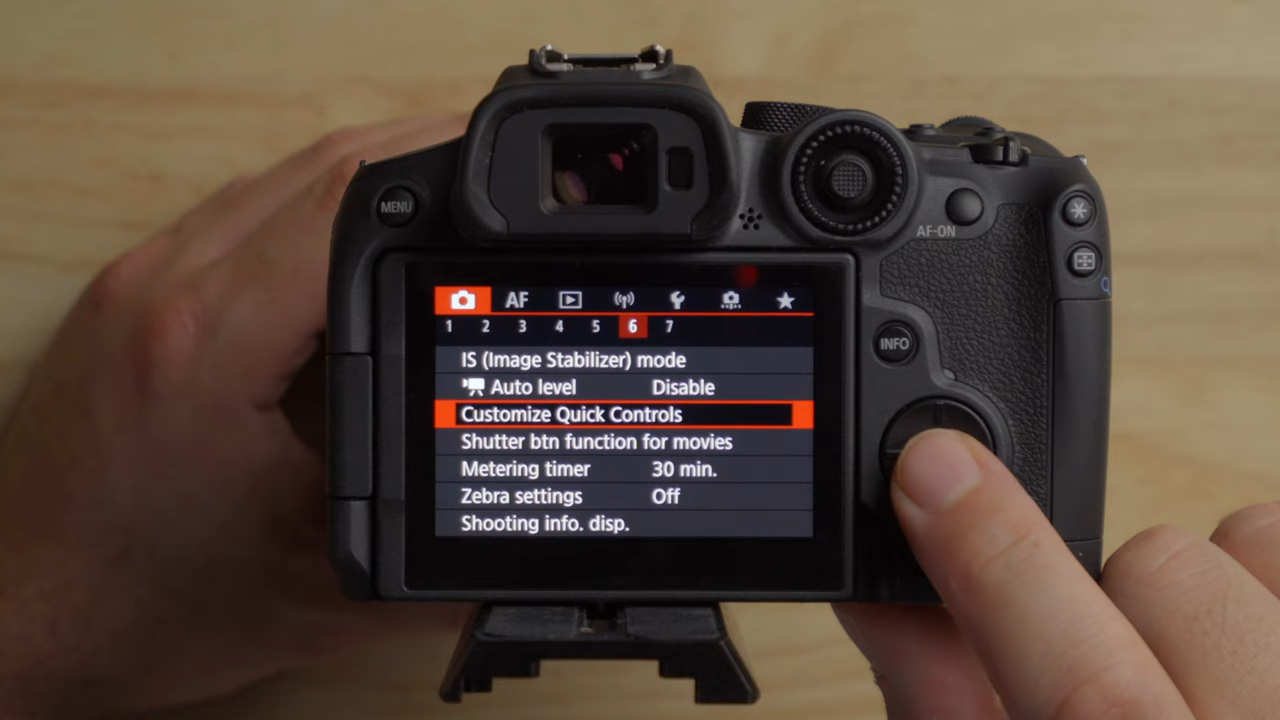 MENU
AF-ON
INFO
AF
1 2 3 4 5 6 7
IS (Image Stabilizer) mode
Auto level Disable
Customize Quick Controls
Shutter btn function for movies
Metering timer 30 min.
Zebra settings Off
Shooting info. disp.